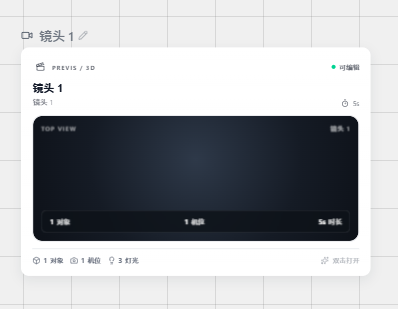 镜头 1
PREVIS / 3D
可编辑
镜头 1
镜头 1
5s
TOP VIEW
镜头 1
1 对象
1 机位
5s 时长
1 对象
1 机位
3 灯光
双击打开